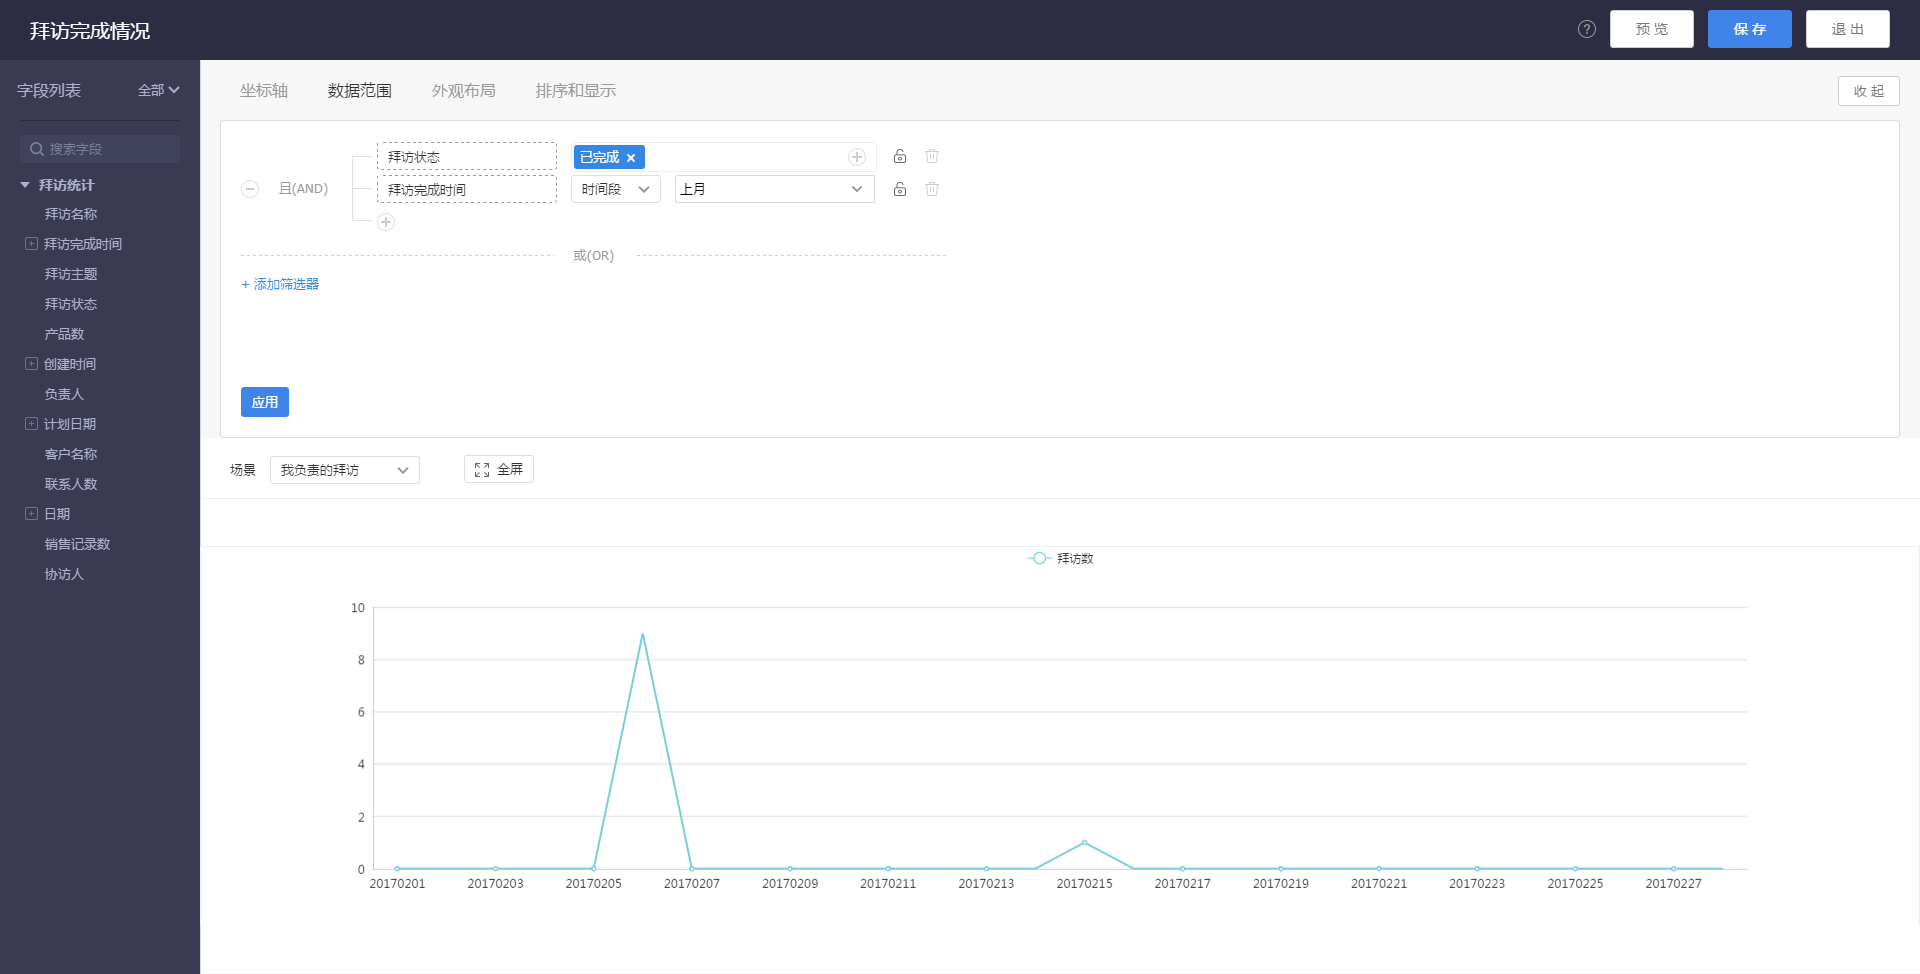 拜访完成情况
? 预 览 保 存 退 出
字段列表 全部
搜索字段
拜访统计
拜访名称
拜访完成时间
拜访主题
拜访状态
产品数
创建时间
负责人
计划日期
客户名称
联系人数
日期
销售记录数
协访人
坐标轴 数据范围 外观布局 排序和显示 收 起
拜访状态 已完成 ×
且(AND)
拜访完成时间 时间段 上月
或(OR)
+ 添加筛选器
应用
场景 我负责的拜访 全屏
拜访数
10
8
6
4
2
0
20170201 20170203 20170205 20170207 20170209 20170211 20170213 20170215 20170217 20170219 20170221 20170223 20170225 20170227